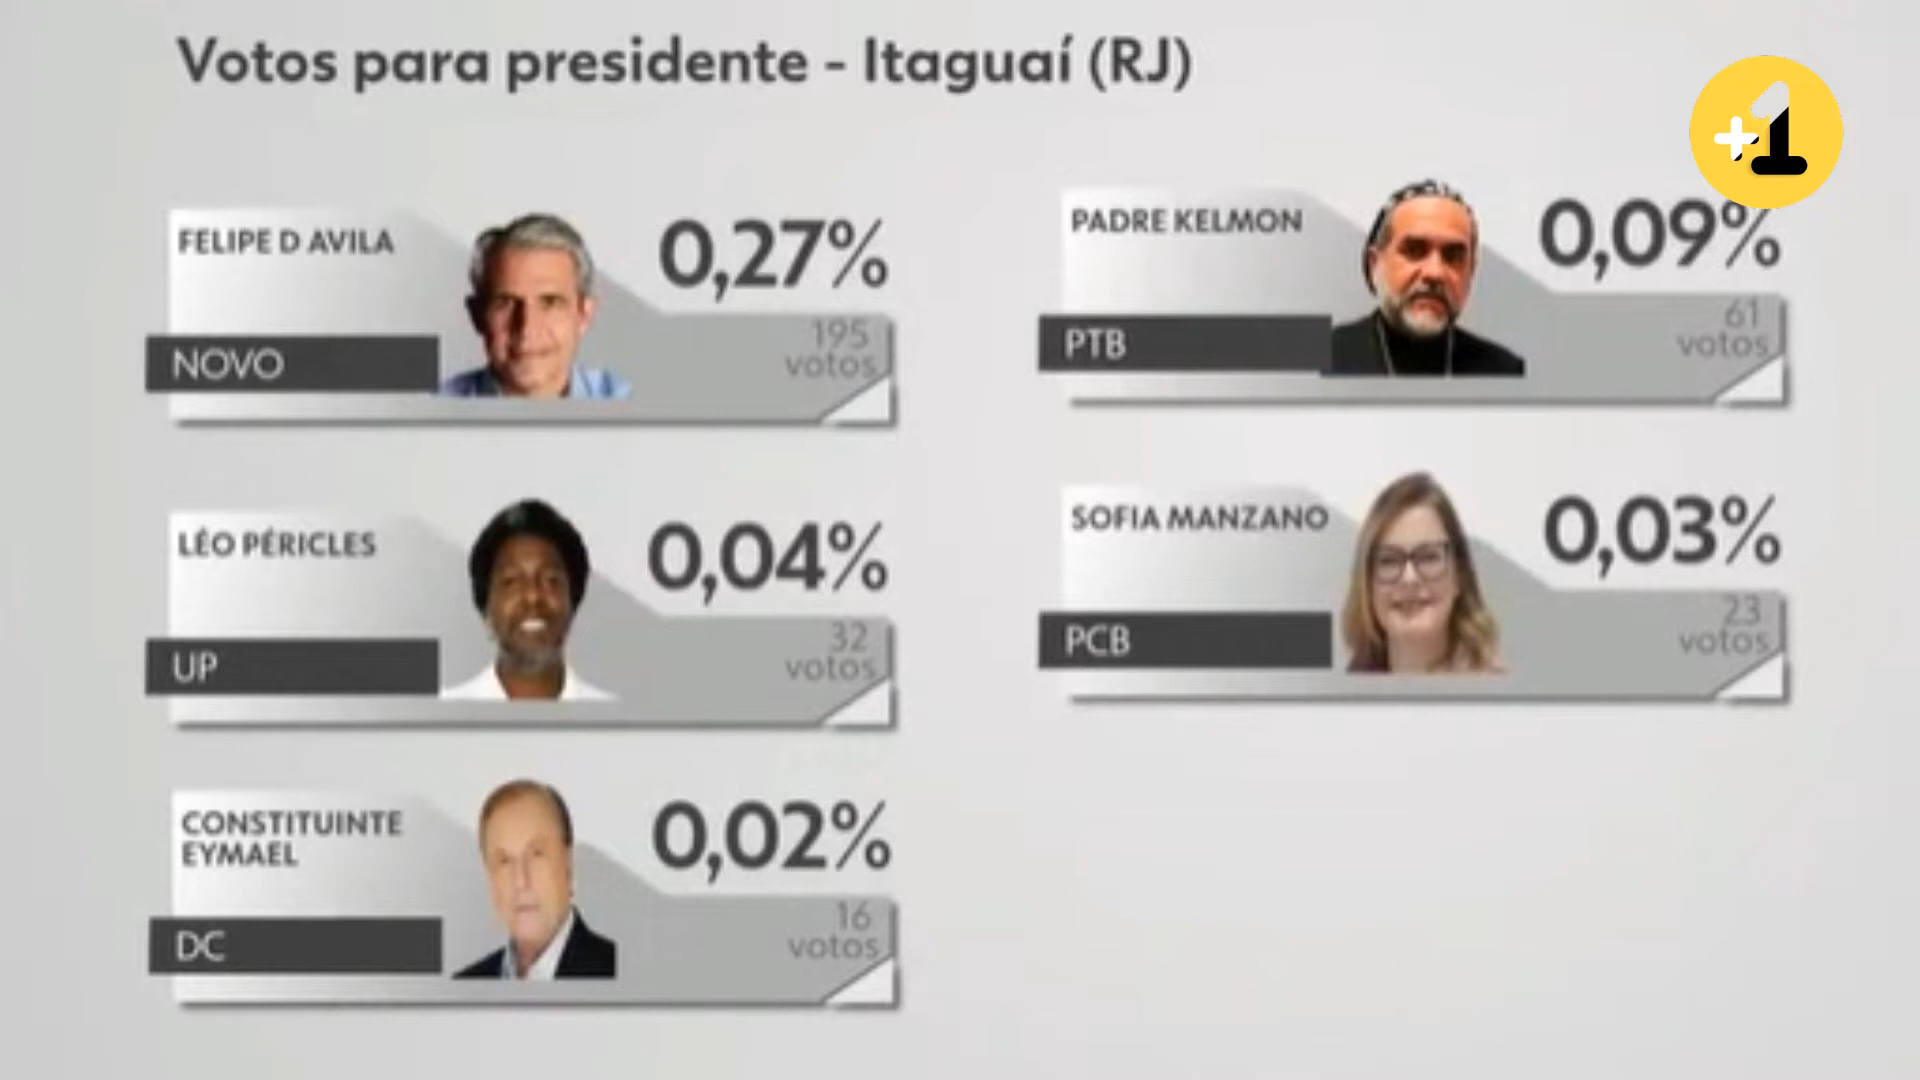 Votos para presidente - Itaguaí (RJ)
+1
FELIPE D AVILA
0,27%
NOVO
195
votos
PADRE KELMON
0,09%
PTB
61
votos
LÉO PÉRICLES
0,04%
UP
32
votos
SOFIA MANZANO
0,03%
PCB
23
votos
CONSTITUINTE
EYMAEL
0,02%
DC
16
votos